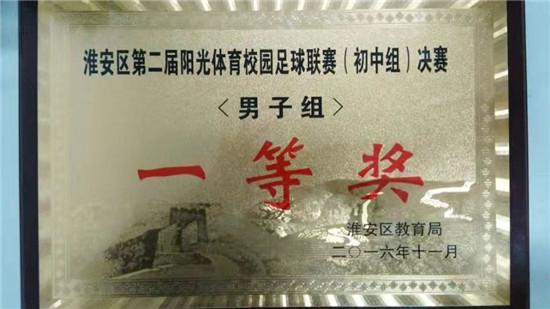 淮安区第二届阳光体育校园足球联赛（初中组）决赛
＜男子组＞
一等奖
淮安区教育局
二〇一六年十一月